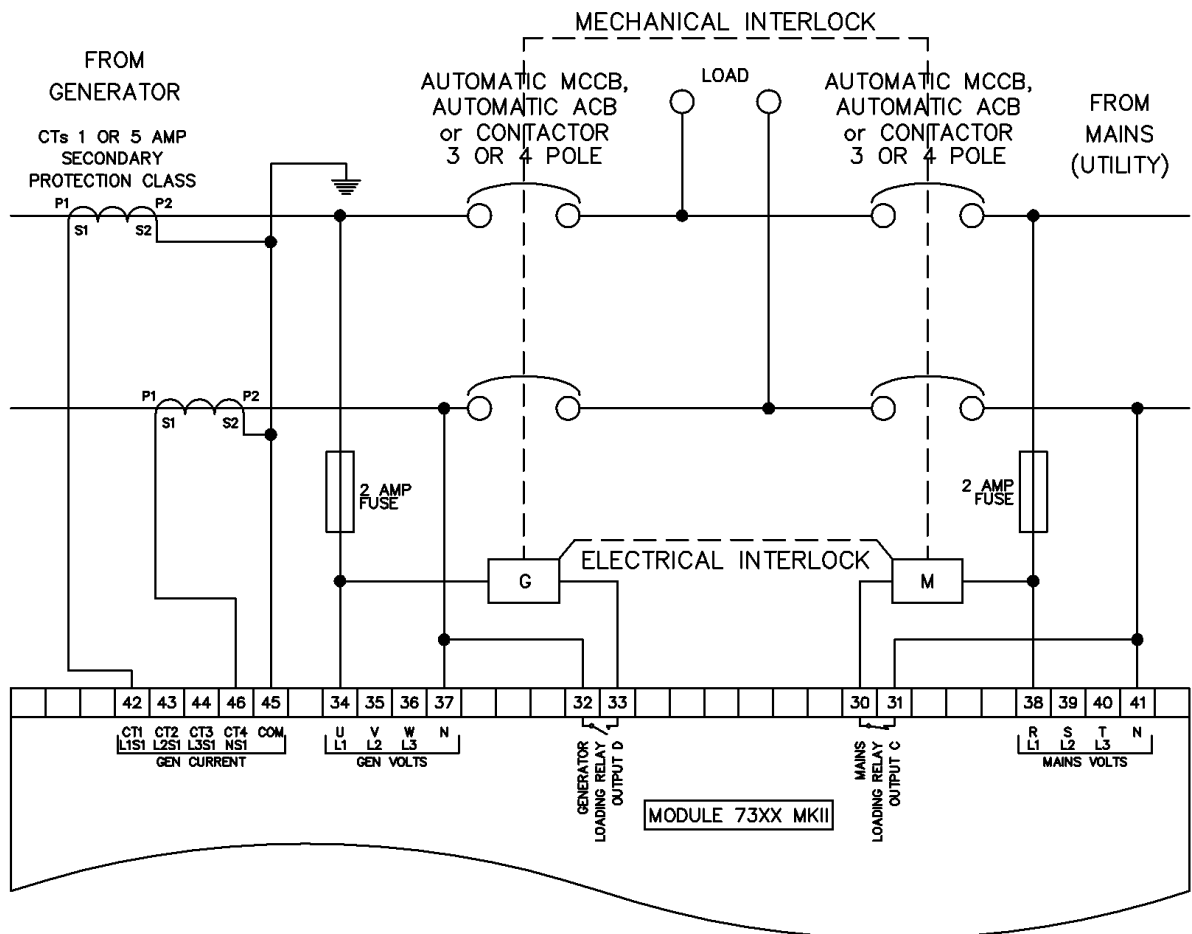 MECHANICAL INTERLOCK
FROM
GENERATOR
CTs 1 OR 5 AMP
SECONDARY
PROTECTION CLASS
AUTOMATIC MCCB,
AUTOMATIC ACB
or CONTACTOR
3 OR 4 POLE
LOAD
AUTOMATIC MCCB,
AUTOMATIC ACB
or CONTACTOR
3 OR 4 POLE
FROM
MAINS
(UTILITY)
P1 P2
S1 S2
P1 P2
S1 S2
2 AMP
FUSE
2 AMP
FUSE
ELECTRICAL INTERLOCK
G
M
42 43 44 46 45 34 35 36 37 32 33 30 31 38 39 40 41
CT1 CT2 CT3 CT4 COM
L1S1 L2S1 L3S1 NS1
GEN CURRENT
U V W N
L1 L2 L3
GEN VOLTS
GENERATOR
LOADING RELAY
OUTPUT D
MAINS
LOADING RELAY
OUTPUT C
R S T N
L1 L2 L3
MAINS VOLTS
MODULE 73XX MKII